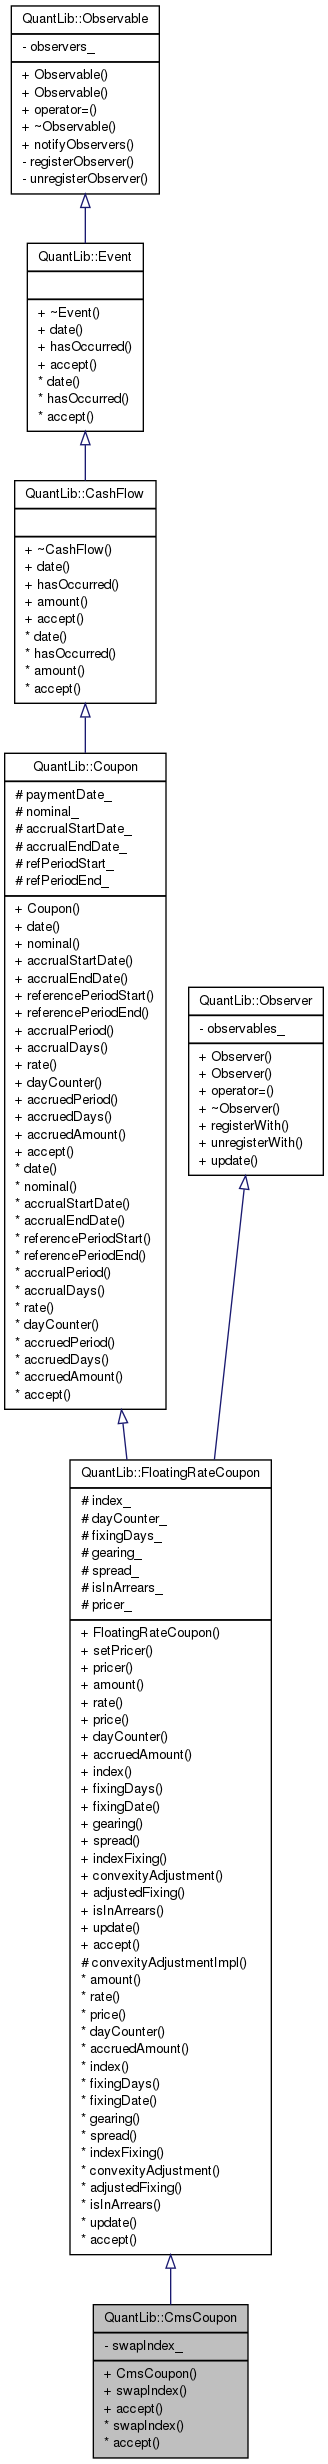 QuantLib::Observable
- observers_
+ Observable()
+ Observable()
+ operator=()
+ ~Observable()
+ notifyObservers()
- registerObserver()
- unregisterObserver()
QuantLib::Event
+ ~Event()
+ date()
+ hasOccurred()
+ accept()
* date()
* hasOccurred()
* accept()
QuantLib::CashFlow
+ ~CashFlow()
+ date()
+ hasOccurred()
+ amount()
+ accept()
* date()
* hasOccurred()
* amount()
* accept()
QuantLib::Coupon
# paymentDate_
# nominal_
# accrualStartDate_
# accrualEndDate_
# refPeriodStart_
# refPeriodEnd_
+ Coupon()
+ date()
+ nominal()
+ accrualStartDate()
+ accrualEndDate()
+ referencePeriodStart()
+ referencePeriodEnd()
+ accrualPeriod()
+ accrualDays()
+ rate()
+ dayCounter()
+ accruedPeriod()
+ accruedDays()
+ accruedAmount()
+ accept()
* date()
* nominal()
* accrualStartDate()
* accrualEndDate()
* referencePeriodStart()
* referencePeriodEnd()
* accrualPeriod()
* accrualDays()
* rate()
* dayCounter()
* accruedPeriod()
* accruedDays()
* accruedAmount()
* accept()
QuantLib::Observer
- observables_
+ Observer()
+ Observer()
+ operator=()
+ ~Observer()
+ registerWith()
+ unregisterWith()
+ update()
QuantLib::FloatingRateCoupon
# index_
# dayCounter_
# fixingDays_
# gearing_
# spread_
# isInArrears_
# pricer_
+ FloatingRateCoupon()
+ setPricer()
+ pricer()
+ amount()
+ rate()
+ price()
+ dayCounter()
+ accruedAmount()
+ index()
+ fixingDays()
+ fixingDate()
+ gearing()
+ spread()
+ indexFixing()
+ convexityAdjustment()
+ adjustedFixing()
+ isInArrears()
+ update()
+ accept()
# convexityAdjustmentImpl()
* amount()
* rate()
* price()
* dayCounter()
* accruedAmount()
* index()
* fixingDays()
* fixingDate()
* gearing()
* spread()
* indexFixing()
* convexityAdjustment()
* adjustedFixing()
* isInArrears()
* update()
* accept()
QuantLib::CmsCoupon
- swapIndex_
+ CmsCoupon()
+ swapIndex()
+ accept()
* swapIndex()
* accept()